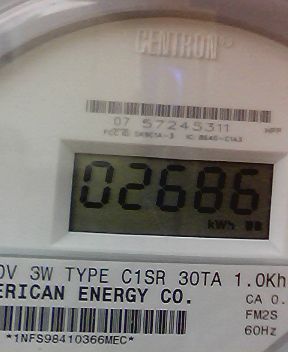 CENTRON®
07 57245311
02686
kWh
0V 3W TYPE C1SR 30TA 1.0Kh
ERICAN ENERGY CO. CA 0.
FM2S
*1NFS98410366MEC* 60Hz